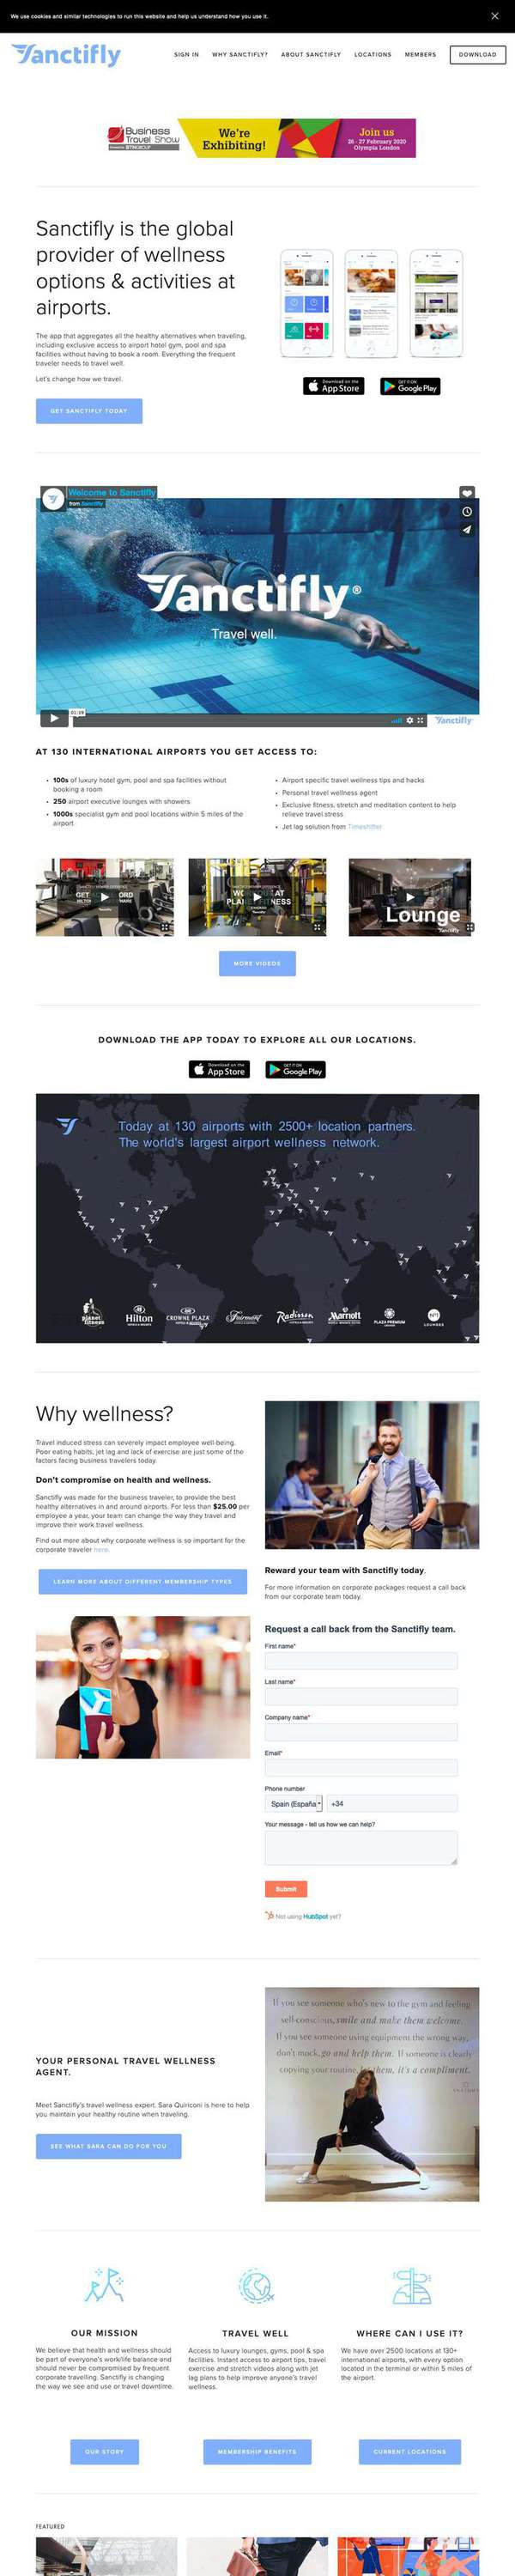 We use cookies and similar technologies to run this website and help us understand how you use it.
Sanctifly
SIGN IN WHY SANCTIFLY? ABOUT SANCTIFLY LOCATIONS MEMBERS DOWNLOAD
Business Travel Show
We're Exhibiting!
Join us
26 - 27 February 2020
Olympia London
Sanctifly is the global
provider of wellness
options & activities at
airports.
The app that aggregates all the healthy alternatives when traveling,
including exclusive access to airport hotel gym, pool and spa
facilities without having to book a room. Everything the frequent
traveler needs to travel well.
Let's change how we travel.
GET SANCTIFLY TODAY
Download on the App Store
GET IT ON Google Play
Welcome to Sanctifly
from Sanctifly
Sanctifly®
Travel well.
01:19
Sanctifly
AT 130 INTERNATIONAL AIRPORTS YOU GET ACCESS TO:
• 100s of luxury hotel gym, pool and spa facilities without
booking a room
• 250 airport executive lounges with showers
• 1000s specialist gym and pool locations within 5 miles of the
airport
• Airport specific travel wellness tips and hacks
• Personal travel wellness agent
• Exclusive fitness, stretch and meditation content to help
relieve travel stress
• Jet lag solution from Timeshifter
Lounge
Sanctifly
MORE VIDEOS
DOWNLOAD THE APP TODAY TO EXPLORE ALL OUR LOCATIONS.
Download on the App Store
GET IT ON Google Play
Today at 130 airports with 2500+ location partners.
The world's largest airport wellness network.
planet fitness
Hilton
CROWNE PLAZA
Fairmont
Radisson
Marriott
PLAZA PREMIUM
No1 LOUNGES
Why wellness?
Travel induced stress can severely impact employee well-being.
Poor eating habits, jet lag and lack of exercise are just some of the
factors facing business travelers today.
Don't compromise on health and wellness.
Sanctifly was made for the business traveler, to provide the best
healthy alternatives in and around airports. For less than $25.00 per
employee a year, your team can change the way they travel and
improve their work travel wellness.
Find out more about why corporate wellness is so important for the
corporate traveler here.
LEARN MORE ABOUT DIFFERENT MEMBERSHIP TYPES
Reward your team with Sanctifly today.
For more information on corporate packages request a call back
from our corporate team today.
Request a call back from the Sanctifly team.
First name*
Last name*
Company name*
Email*
Phone number
Spain (España +34
Your message - tell us how we can help?
Submit
Not using HubSpot yet?
If you see someone who's new to the gym and feeling
self-conscious, smile and make them welcome.
If you see someone using equipment the wrong way,
don't mock, go and help them. If someone is clearly
copying your routine, let them, it's a compliment.
YOUR PERSONAL TRAVEL WELLNESS
AGENT.
Meet Sanctifly's travel wellness expert. Sara Quiriconi is here to help
you maintain your healthy routine when traveling.
SEE WHAT SARA CAN DO FOR YOU
OUR MISSION
We believe that health and wellness should
be part of everyone's work/life balance and
should never be compromised by frequent
corporate travelling. Sanctifly is changing
the way we see and use or travel downtime.
OUR STORY
TRAVEL WELL
Access to luxury lounges, gyms, pool & spa
facilities. Instant access to airport tips, travel
exercise and stretch videos along with jet
lag plans to help improve anyone's travel
wellness.
MEMBERSHIP BENEFITS
WHERE CAN I USE IT?
We have over 2500 locations at 130+
international airports, with every option
located in the terminal or within 5 miles of
the airport.
CURRENT LOCATIONS
FEATURED